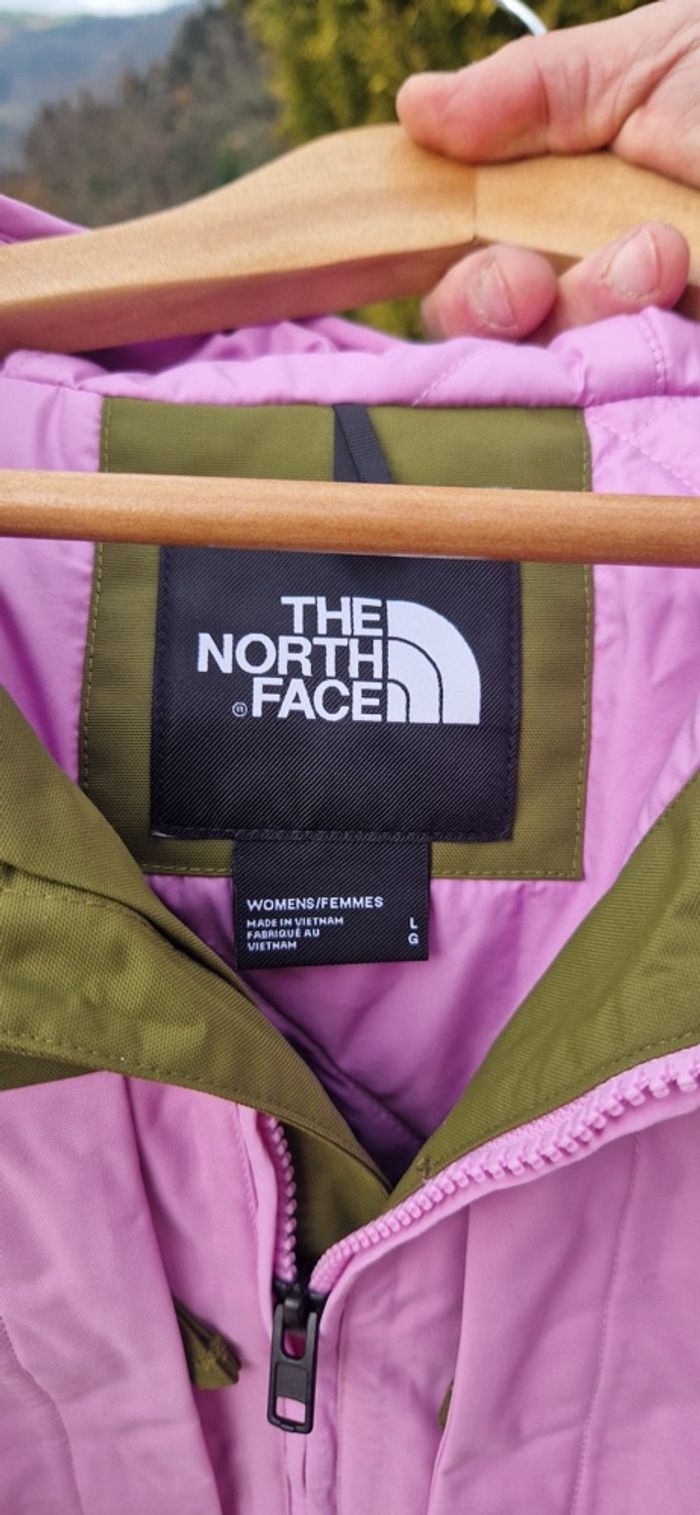 THE
NORTH
® FACE
WOMENS/FEMMES
MADE IN VIETNAM L
FABRIQUÉ AU G
VIETNAM